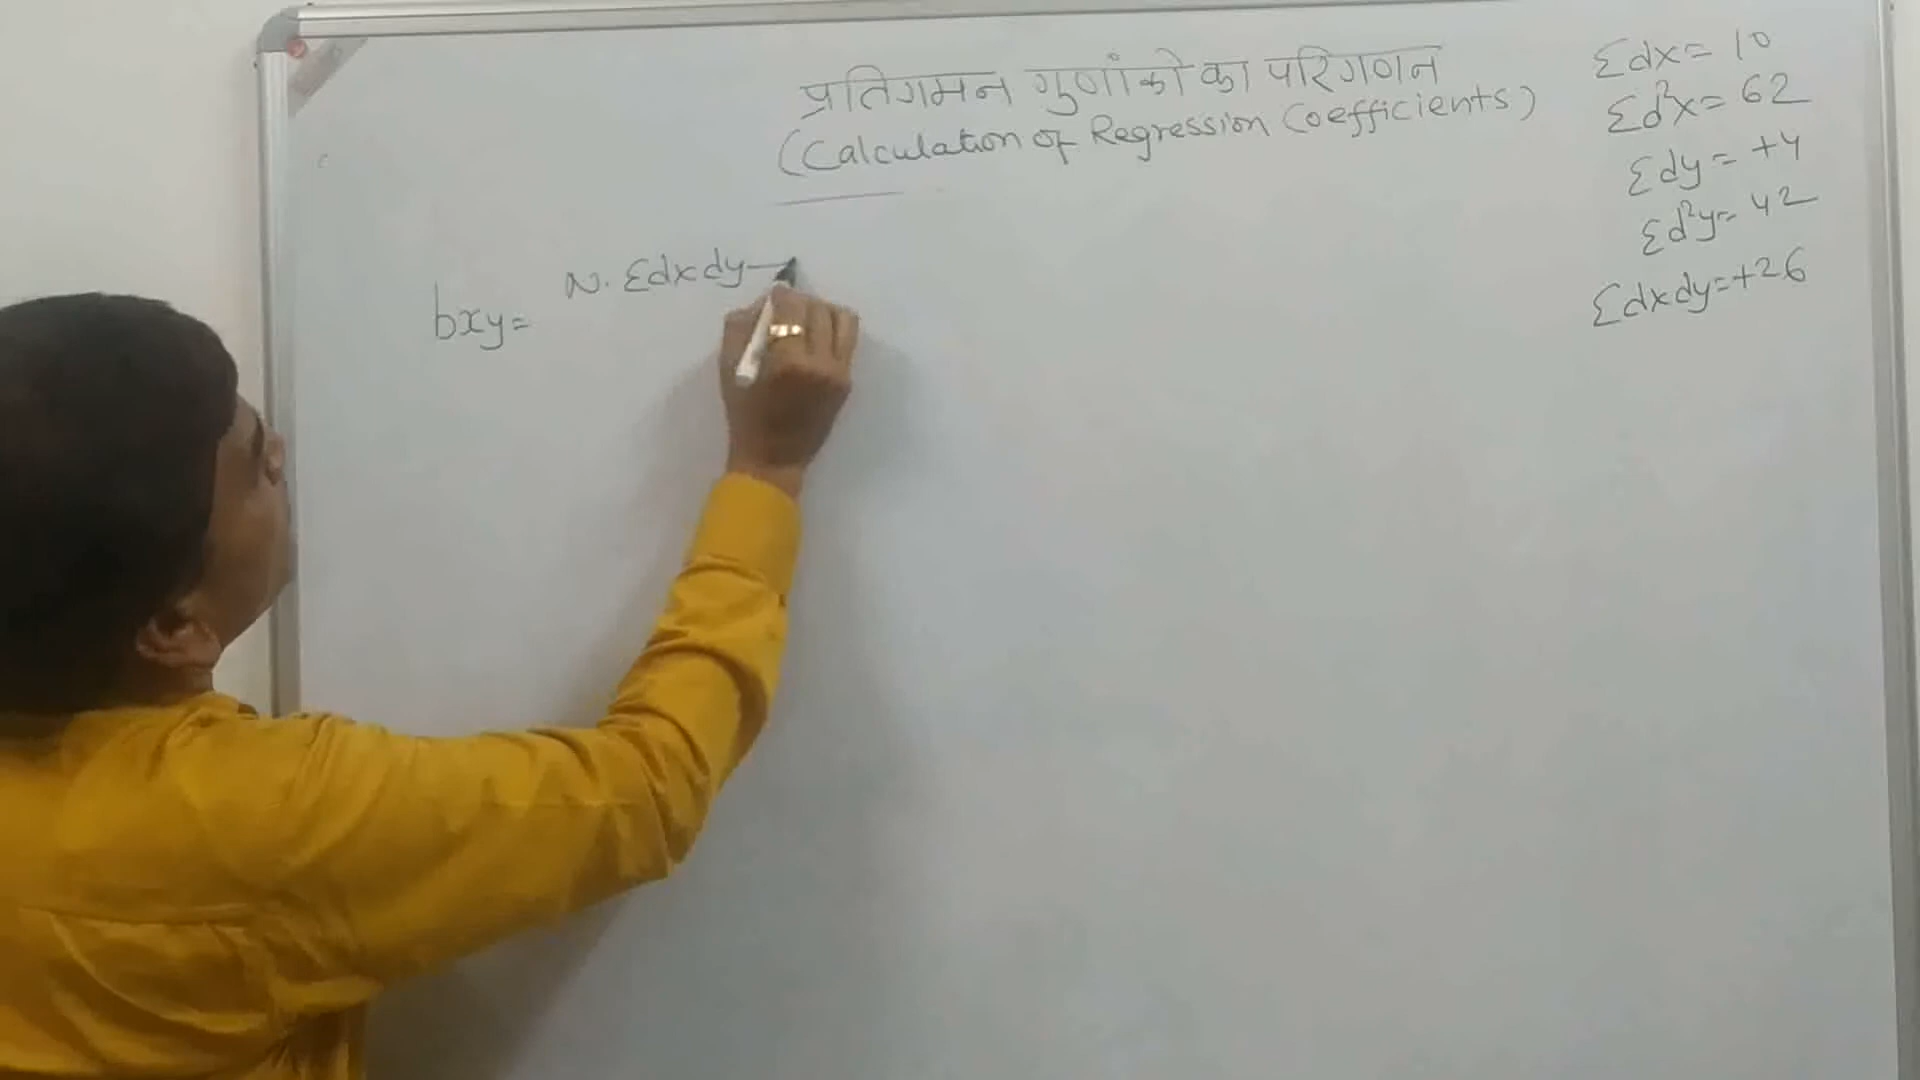 प्रतिगमन गुणांको का परिगणन
(Calculation of Regression Coefficients)
Σdx= 10
Σd²x= 62
Σdy= +4
Σd²y= 42
Σdxdy=+26
bxy= N. Σdxdy-